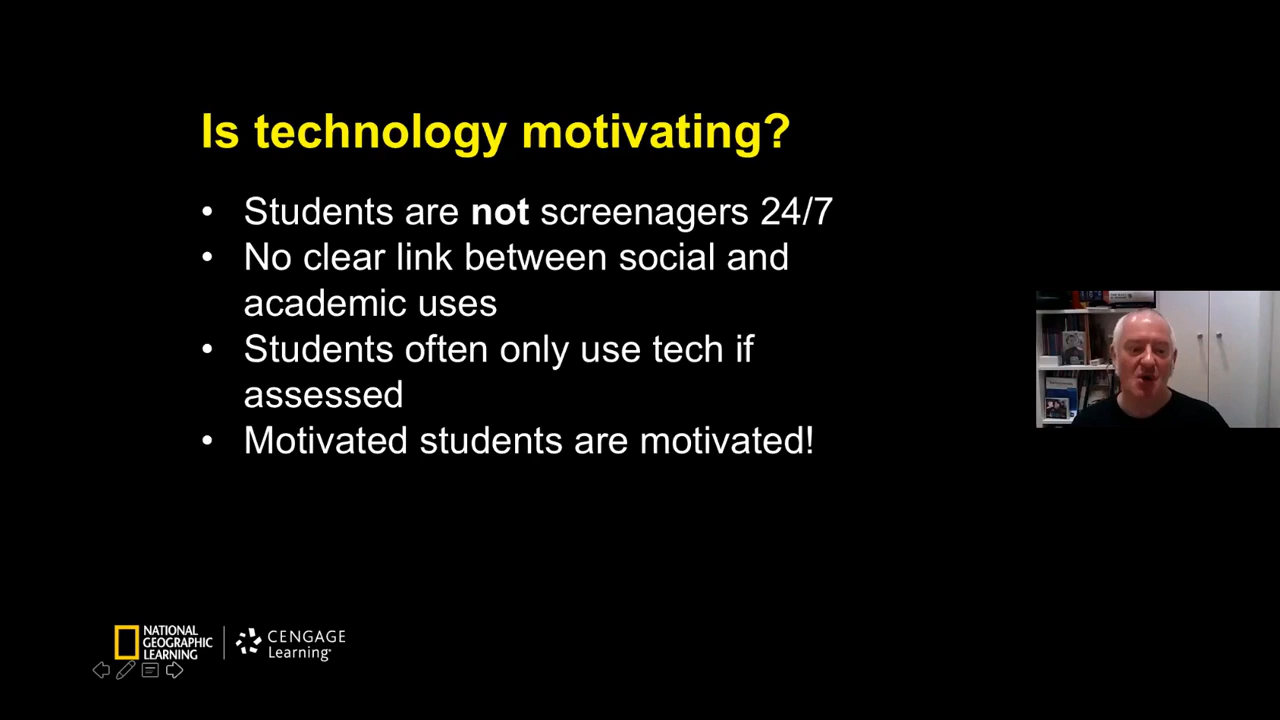 Is technology motivating?
• Students are not screenagers 24/7
• No clear link between social and
academic uses
• Students often only use tech if
assessed
• Motivated students are motivated!
NATIONAL
GEOGRAPHIC
LEARNING
CENGAGE
Learning™